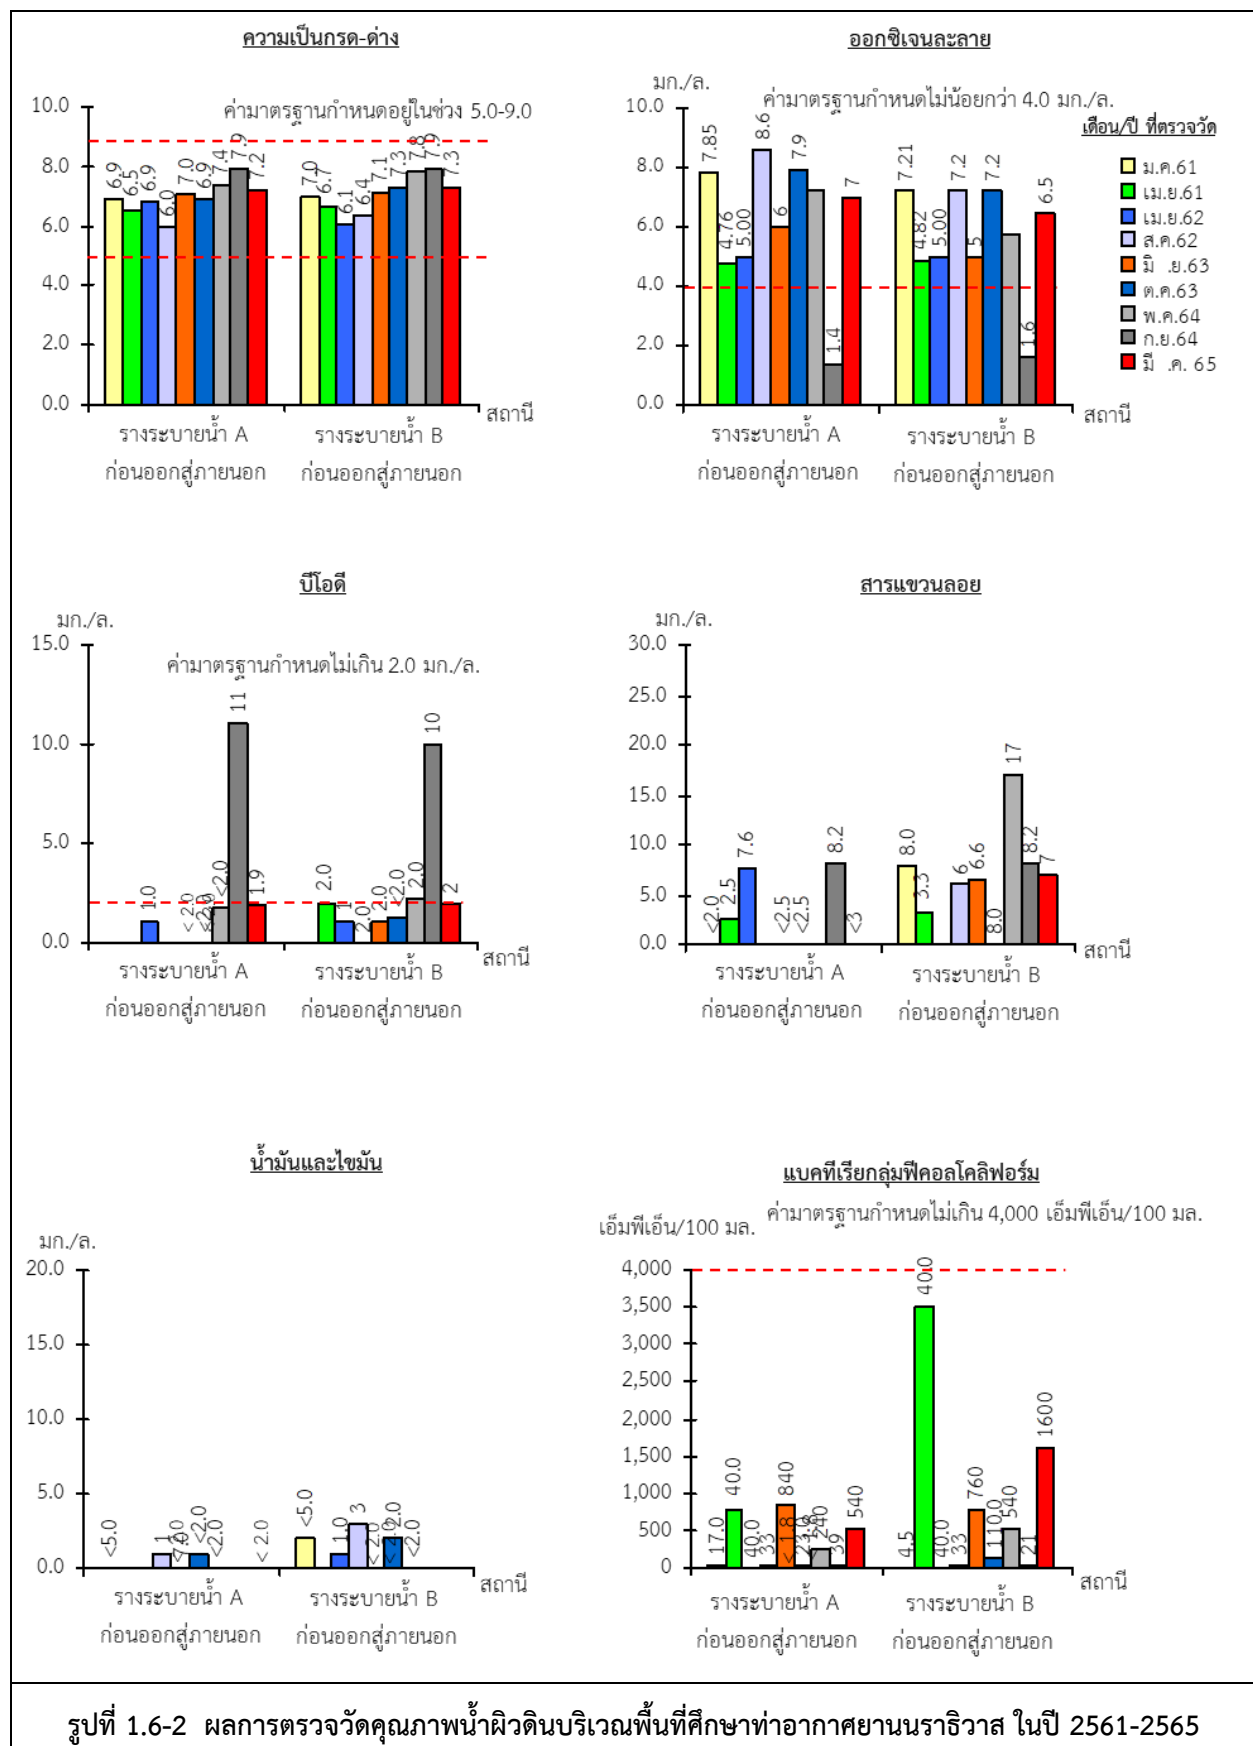 ความเป็นกรด-ด่าง
ค่ามาตรฐานกำหนดอยู่ในช่วง 5.0-9.0
10.0
8.0
6.0
4.0
2.0
0.0
6.9 6.5 6.9 6.0 7.0 6.9 7.4 7.9 7.2
7.0 6.7 6.1 6.4 7.1 7.3 7.8 7.9 7.3
สถานี
รางระบายน้ำ A
ก่อนออกสู่ภายนอก
รางระบายน้ำ B
ก่อนออกสู่ภายนอก
ออกซิเจนละลาย
มก./ล.
ค่ามาตรฐานกำหนดไม่น้อยกว่า 4.0 มก./ล.
10.0
8.0
6.0
4.0
2.0
0.0
7.85 4.76 5.00 8.6 6 7.9 1.4 7
7.21 4.82 5.00 7.2 5 7.2 1.6 6.5
สถานี
รางระบายน้ำ A
ก่อนออกสู่ภายนอก
รางระบายน้ำ B
ก่อนออกสู่ภายนอก
เดือน/ปี ที่ตรวจวัด
ม.ค.61
เม.ย.61
เม.ย.62
ส.ค.62
มิ .ย.63
ต.ค.63
พ.ค.64
ก.ย.64
มี .ค. 65
บีโอดี
มก./ล.
ค่ามาตรฐานกำหนดไม่เกิน 2.0 มก./ล.
15.0
10.0
5.0
0.0
1.0 <2.0 <2.0 <2.0 <2.0 11 1.9
2.0 1 2.0 2.0 <2.0 2.0 10 2
สถานี
รางระบายน้ำ A
ก่อนออกสู่ภายนอก
รางระบายน้ำ B
ก่อนออกสู่ภายนอก
สารแขวนลอย
มก./ล.
30.0
25.0
20.0
15.0
10.0
5.0
0.0
<2.0 2.5 7.6 <2.5 <2.5 8.2 <3
8.0 3.3 6 6.6 8.0 17 8.2 7
สถานี
รางระบายน้ำ A
ก่อนออกสู่ภายนอก
รางระบายน้ำ B
ก่อนออกสู่ภายนอก
น้ำมันและไขมัน
มก./ล.
20.0
15.0
10.0
5.0
0.0
<5.0 1 <2.0 <2.0 < 2.0
<5.0 1.0 3 < 2.0 <2.0 <2.0
สถานี
รางระบายน้ำ A
ก่อนออกสู่ภายนอก
รางระบายน้ำ B
ก่อนออกสู่ภายนอก
แบคทีเรียกลุ่มฟีคอลโคลิฟอร์ม
เอ็มพีเอ็น/100 มล.
ค่ามาตรฐานกำหนดไม่เกิน 4,000 เอ็มพีเอ็น/100 มล.
4,000
3,500
3,000
2,500
2,000
1,500
1,000
500
0
17.0 40.0 40.0 33 840 < 1.8 23.0 240 39 540
4.5 40.0 40.0 33 760 110.0 540 21 1600
สถานี
รางระบายน้ำ A
ก่อนออกสู่ภายนอก
รางระบายน้ำ B
ก่อนออกสู่ภายนอก
รูปที่ 1.6-2 ผลการตรวจวัดคุณภาพน้ำผิวดินบริเวณพื้นที่ศึกษาท่าอากาศยานนราธิวาส ในปี 2561-2565